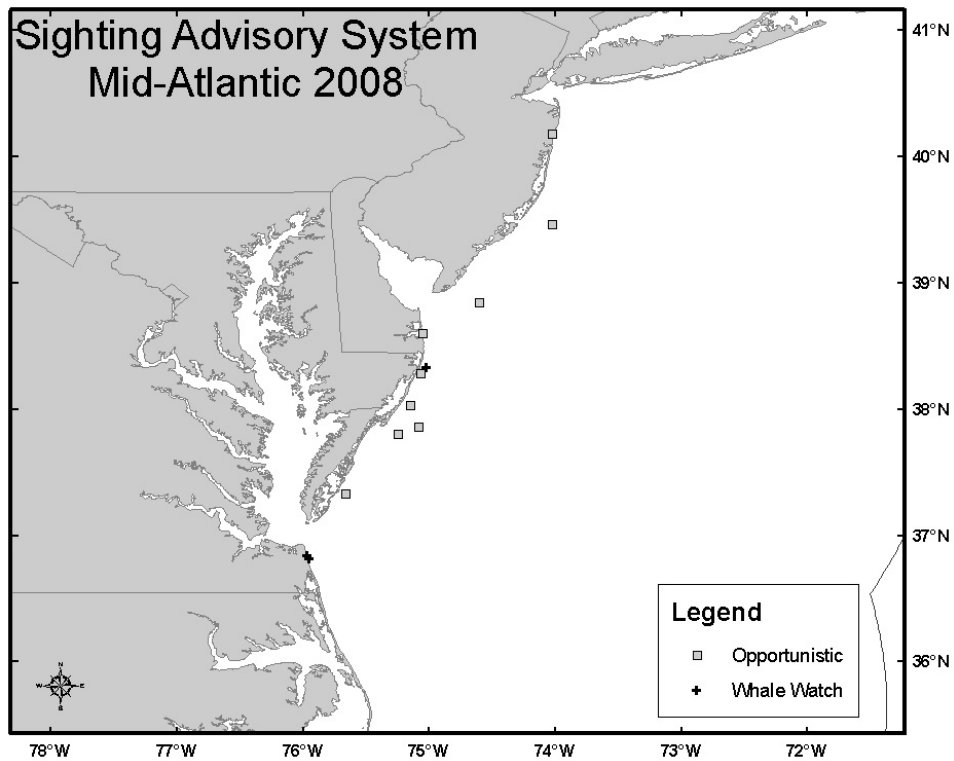 Sighting Advisory System
Mid-Atlantic 2008
41°N
40°N
39°N
38°N
37°N
36°N
Legend
Opportunistic
Whale Watch
N
W E
S
78°W 77°W 76°W 75°W 74°W 73°W 72°W